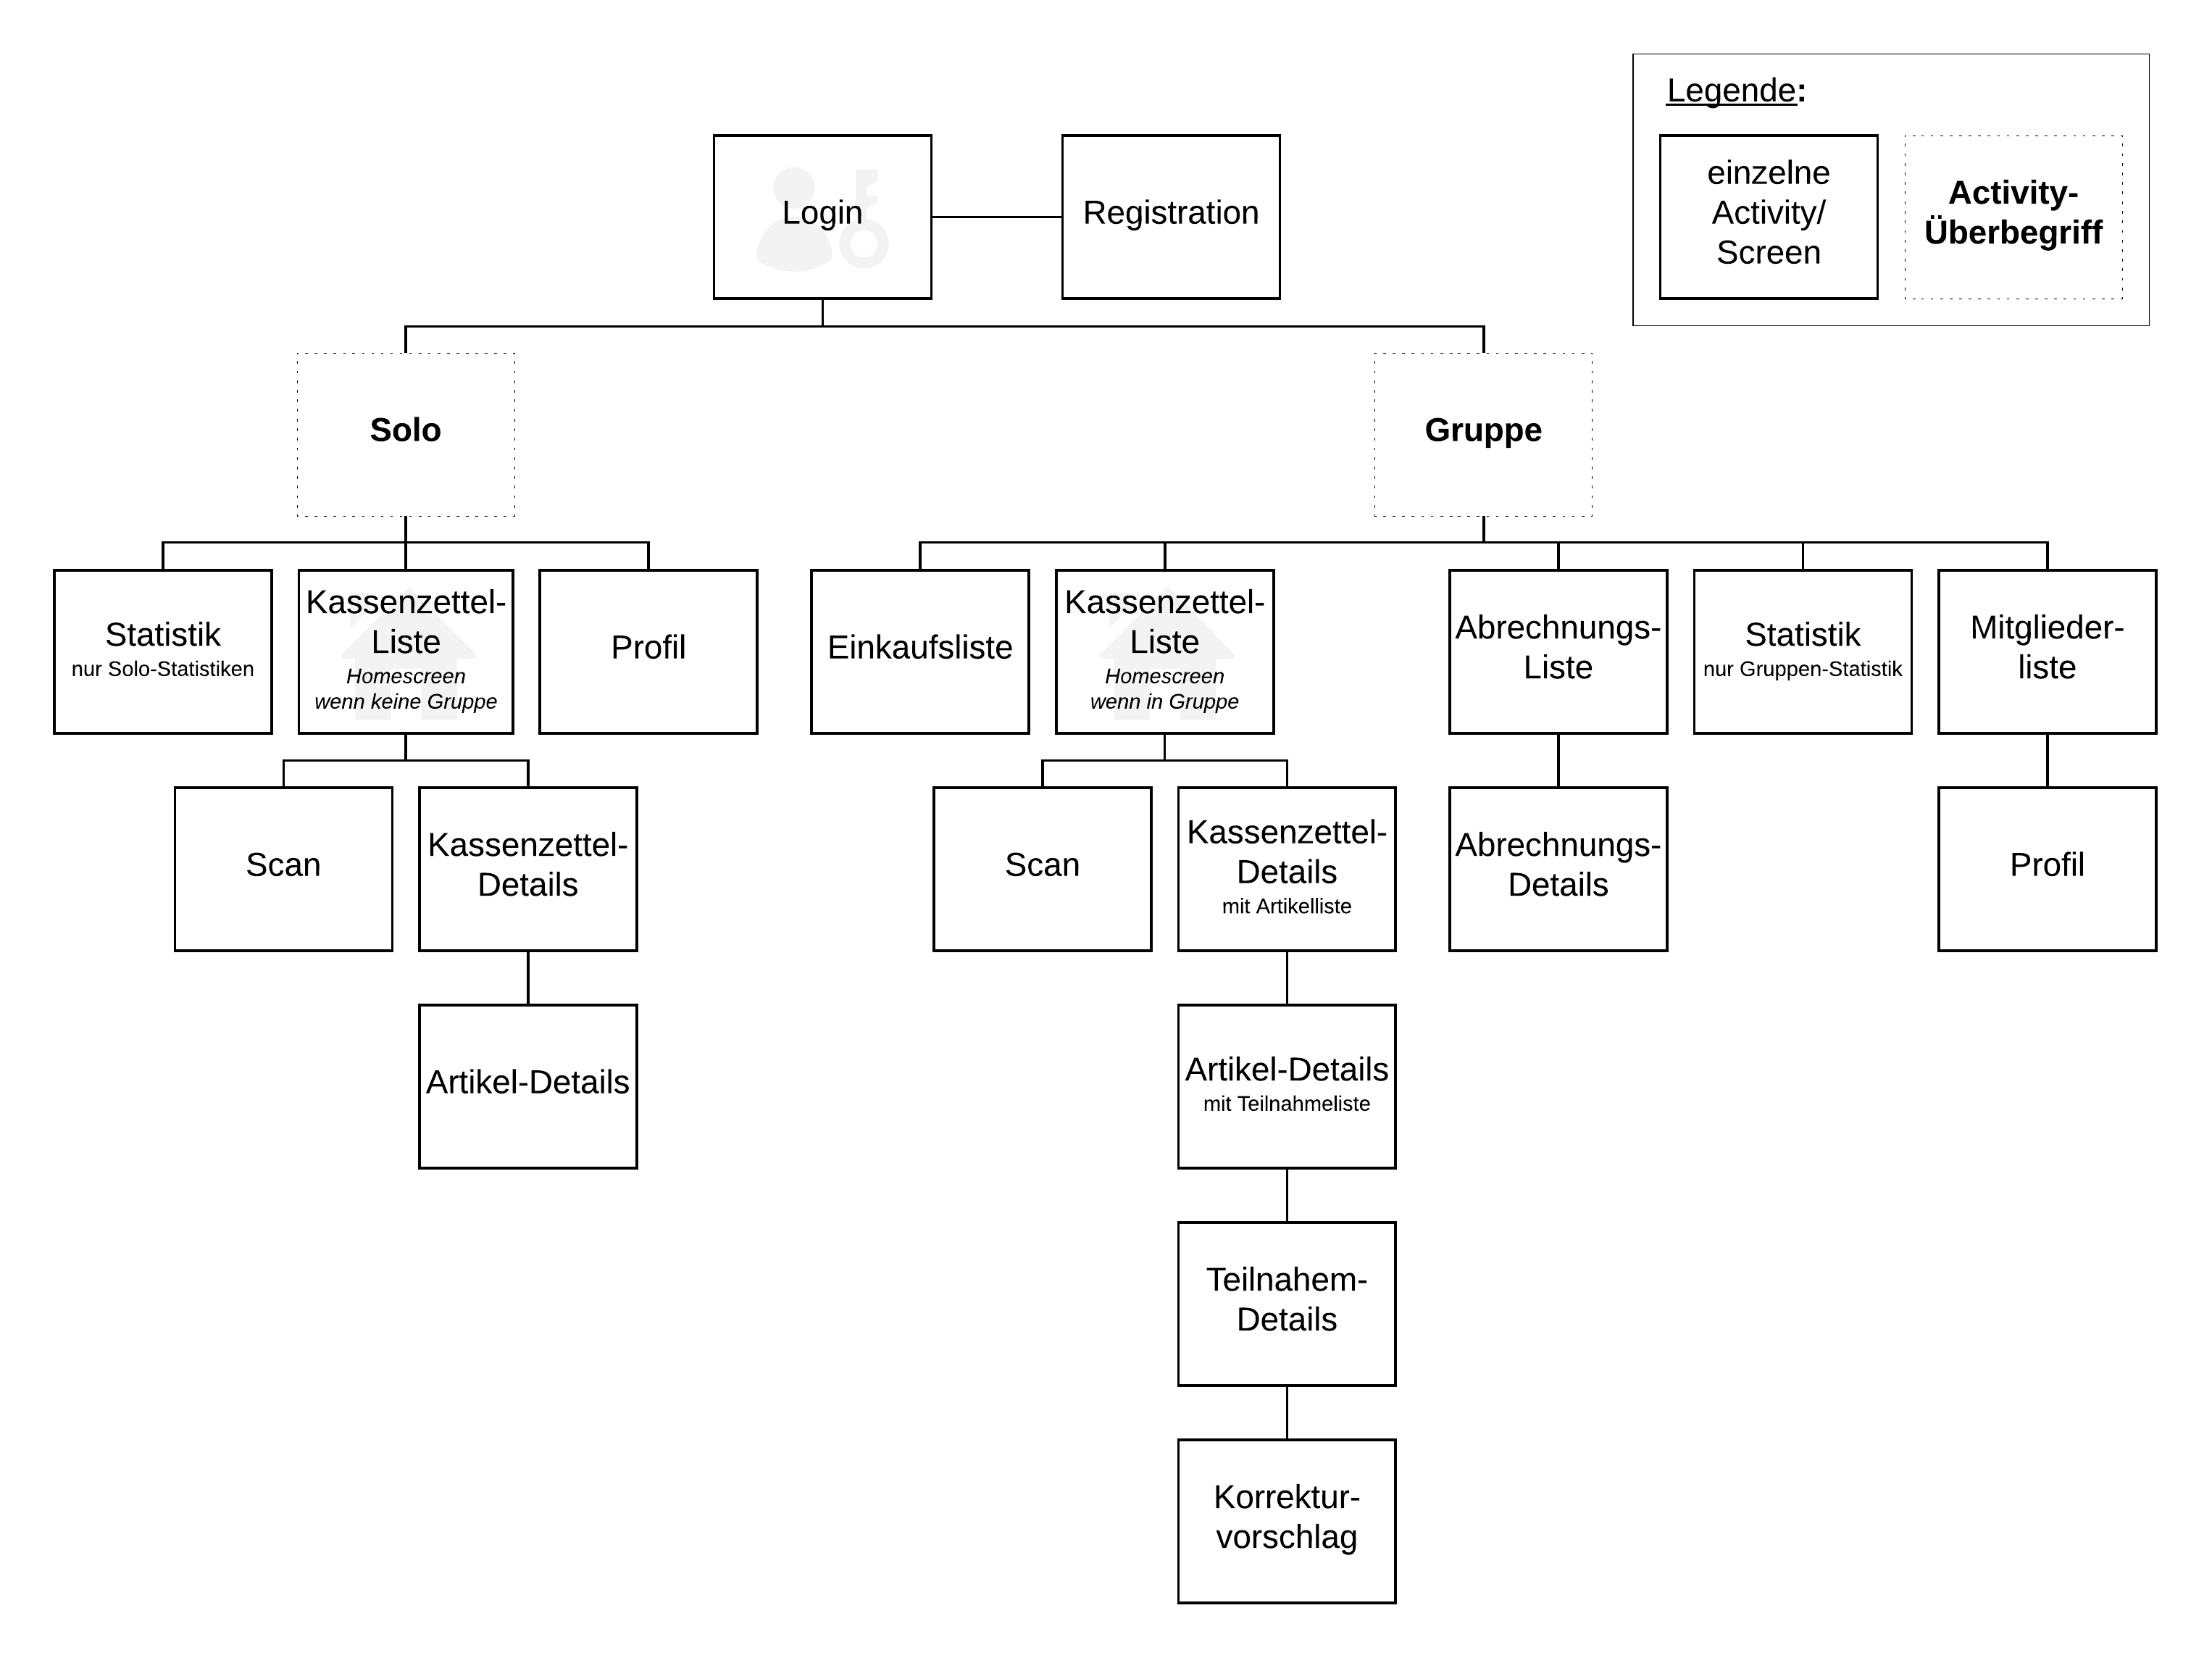 Legende:
einzelne
Activity/
Screen
Activity-
Überbegriff
Login
Registration
Solo
Gruppe
Statistik
nur Solo-Statistiken
Kassenzettel-
Liste
Homescreen
wenn keine Gruppe
Profil
Einkaufsliste
Kassenzettel-
Liste
Homescreen
wenn in Gruppe
Abrechnungs-
Liste
Statistik
nur Gruppen-Statistik
Mitglieder-
liste
Scan
Kassenzettel-
Details
Scan
Kassenzettel-
Details
mit Artikelliste
Abrechnungs-
Details
Profil
Artikel-Details
Artikel-Details
mit Teilnahmeliste
Teilnahem-
Details
Korrektur-
vorschlag